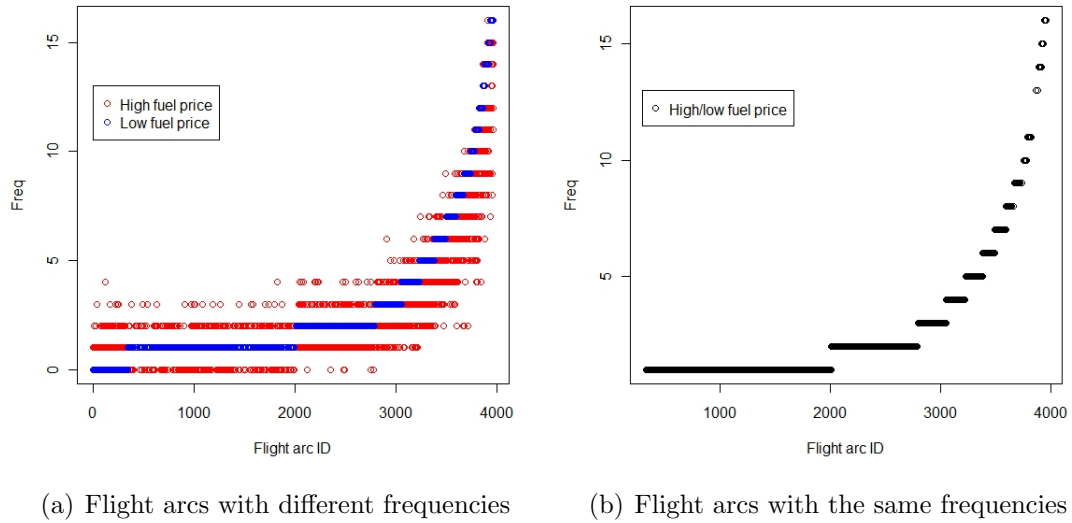 15
10
5
0
Freq
High fuel price
Low fuel price
0 1000 2000 3000 4000
Flight arc ID
(a) Flight arcs with different frequencies
15
10
5
Freq
High/low fuel price
1000 2000 3000 4000
Flight arc ID
(b) Flight arcs with the same frequencies